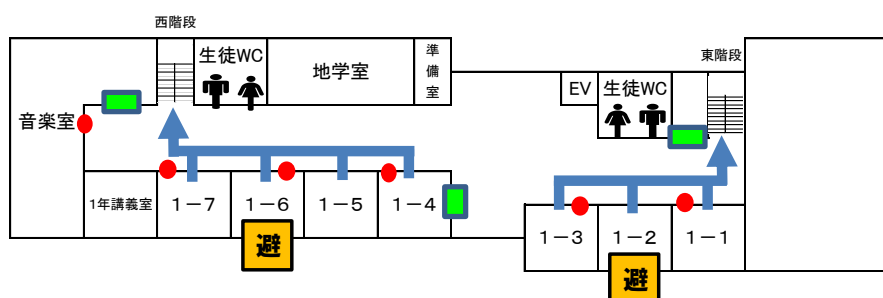 西階段
東階段
生徒WC
地学室
準備室
EV
生徒WC
音楽室
1年講義室
1－7
1－6
1－5
1－4
1－3
1－2
1－1
避
避